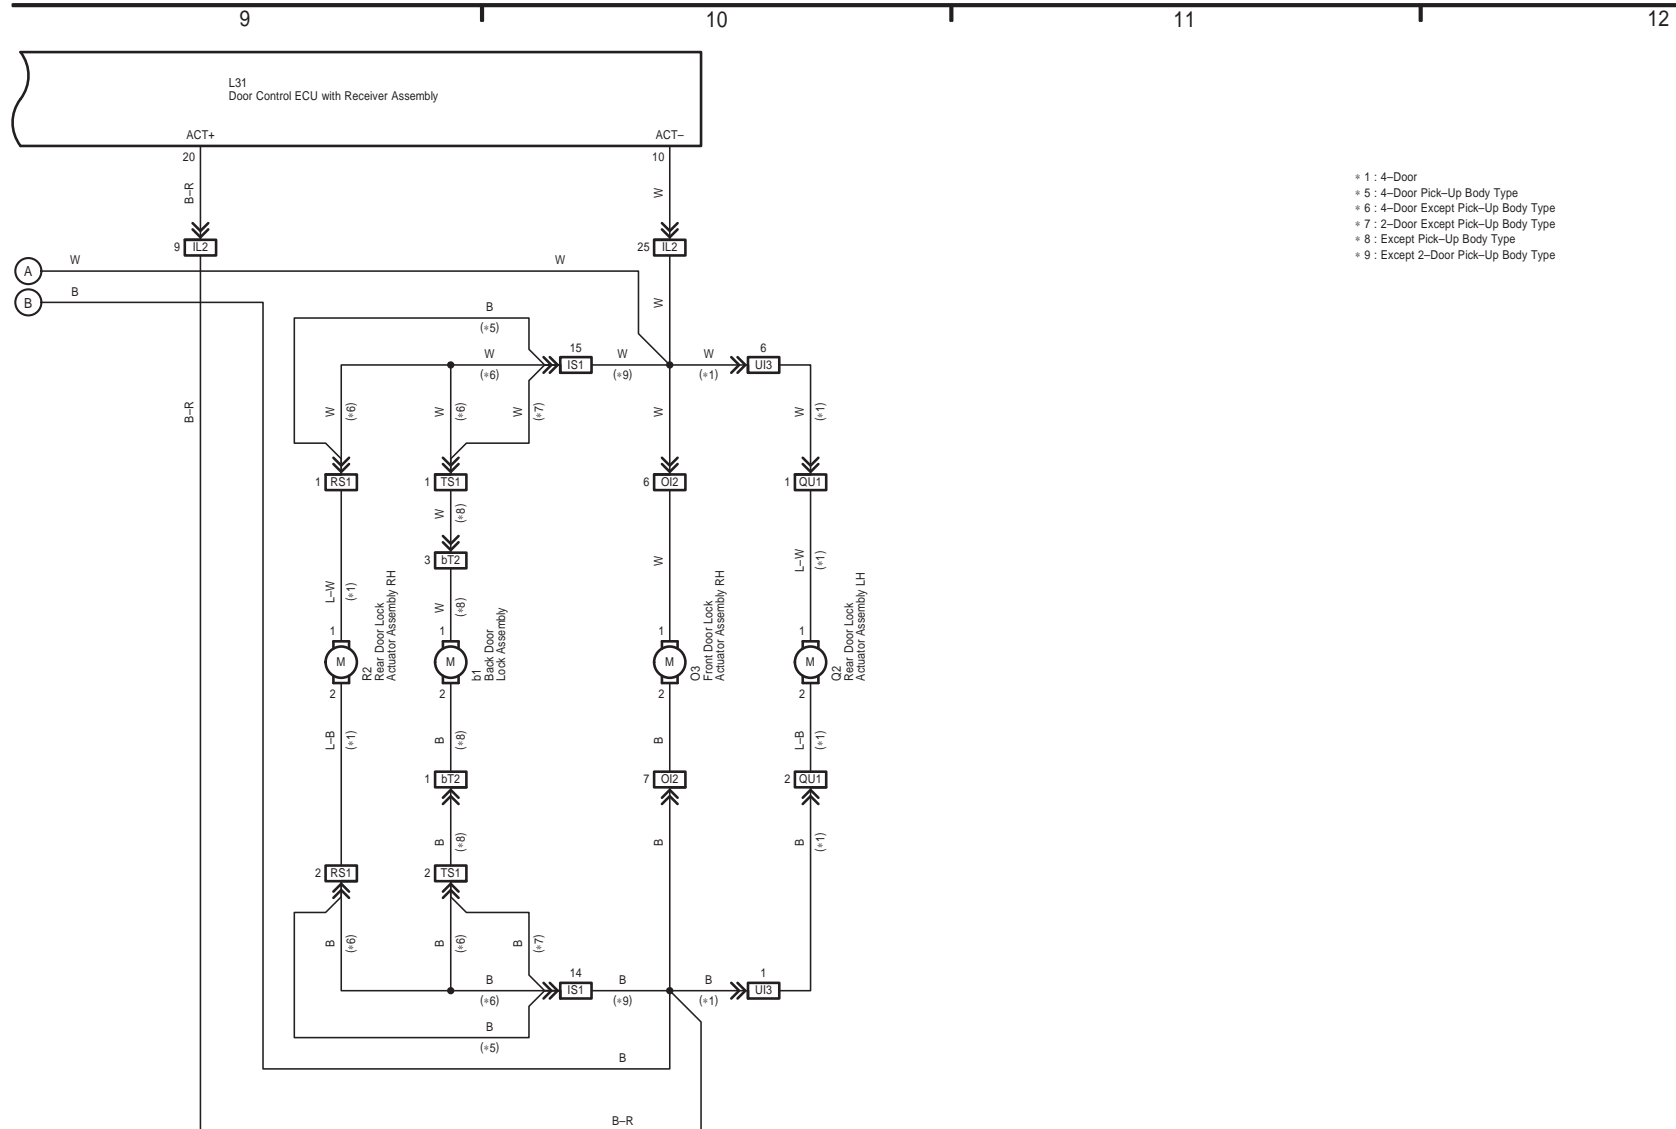 9
10
11
12
L31
Door Control ECU with Receiver Assembly
ACT+
ACT–
20
10
B–R
W
9 IL2
25 IL2
∗ 1 : 4–Door
∗ 5 : 4–Door Pick–Up Body Type
∗ 6 : 4–Door Except Pick–Up Body Type
∗ 7 : 2–Door Except Pick–Up Body Type
∗ 8 : Except Pick–Up Body Type
∗ 9 : Except 2–Door Pick–Up Body Type
A
W
W
B
B
W
B
(∗5)
W
(∗6)
15
IS1
W
(∗9)
W
(∗1)
6
UI3
B–R
W
(∗6)
W
(∗6)
W
(∗7)
W
W
(∗1)
1 RS1
1 TS1
6 OI2
1 QU1
W
(∗8)
3 bT2
L–W
(∗1)
W
(∗8)
W
L–W
(∗1)
1
1
1
1
M
M
M
M
2
2
2
2
R2
Rear Door Lock
Actuator Assembly RH
b1
Back Door
Lock Assembly
O3
Front Door Lock
Actuator Assembly RH
Q2
Rear Door Lock
Actuator Assembly LH
L–B
(∗1)
B
(∗8)
B
L–B
(∗1)
1 bT2
7 OI2
2 QU1
B
(∗8)
B
B
(∗1)
2 RS1
2 TS1
B
(∗6)
B
(∗6)
B
(∗7)
B
(∗6)
14
IS1
B
(∗9)
B
(∗1)
1
UI3
B
(∗5)
B
B–R